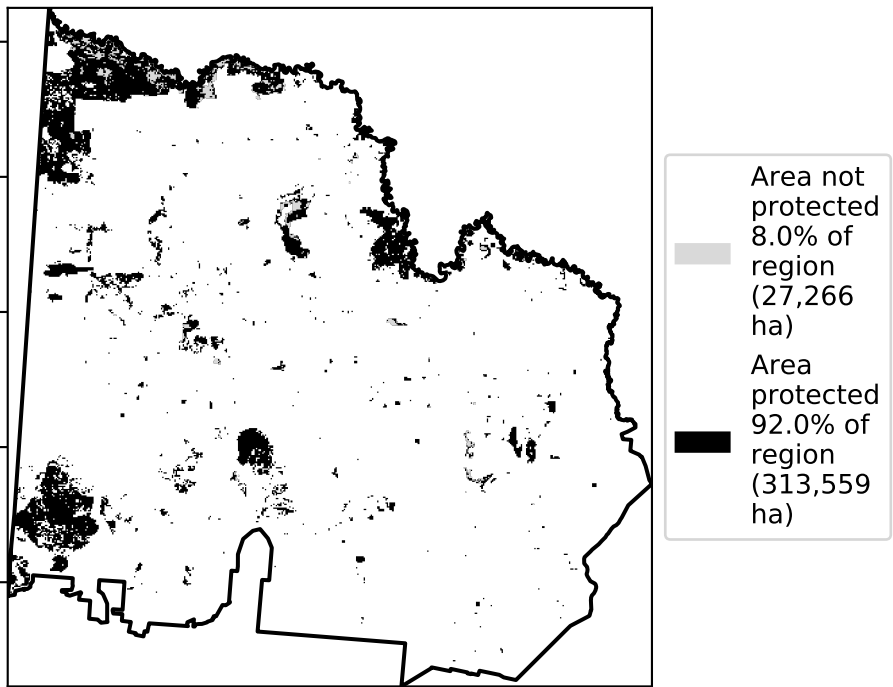 Area not
protected
8.0% of
region
(27,266
ha)
Area
protected
92.0% of
region
(313,559
ha)